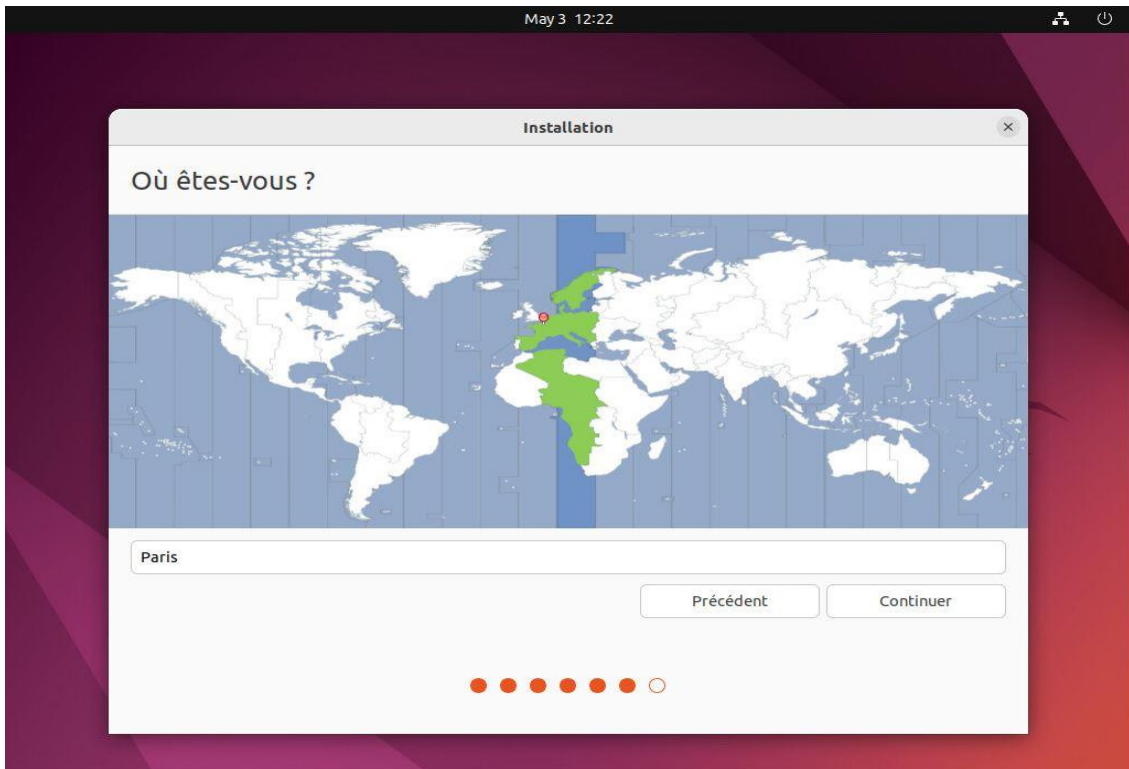 May 3 12:22
Installation
Où êtes-vous ?
Paris
Précédent
Continuer